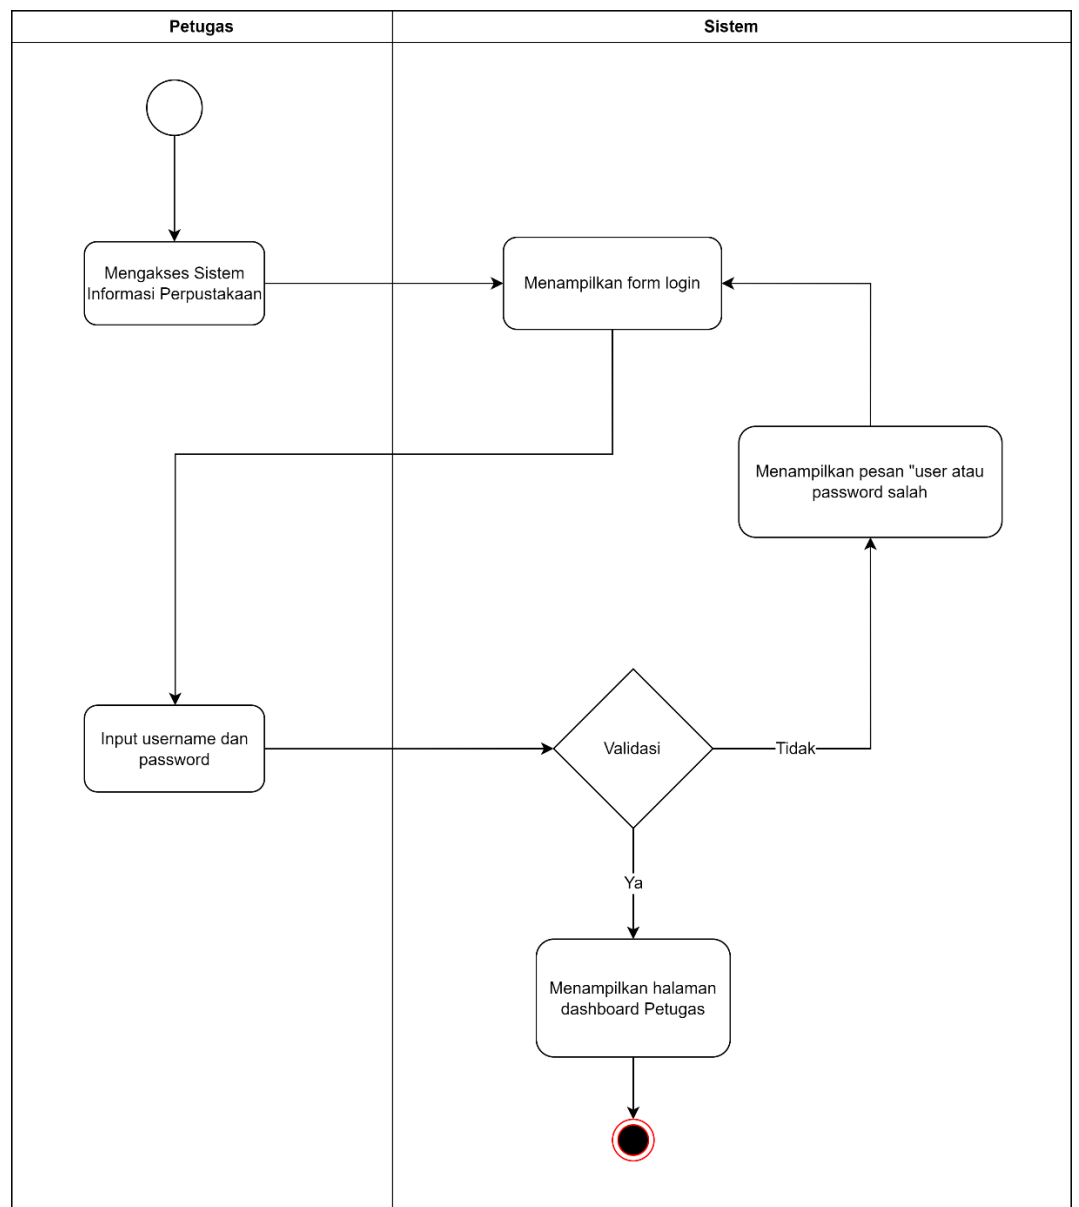 Petugas
Sistem
Mengakses Sistem
Informasi Perpustakaan
Menampilkan form login
Menampilkan pesan "user atau
password salah
Input username dan
password
Validasi
Tidak
Ya
Menampilkan halaman
dashboard Petugas